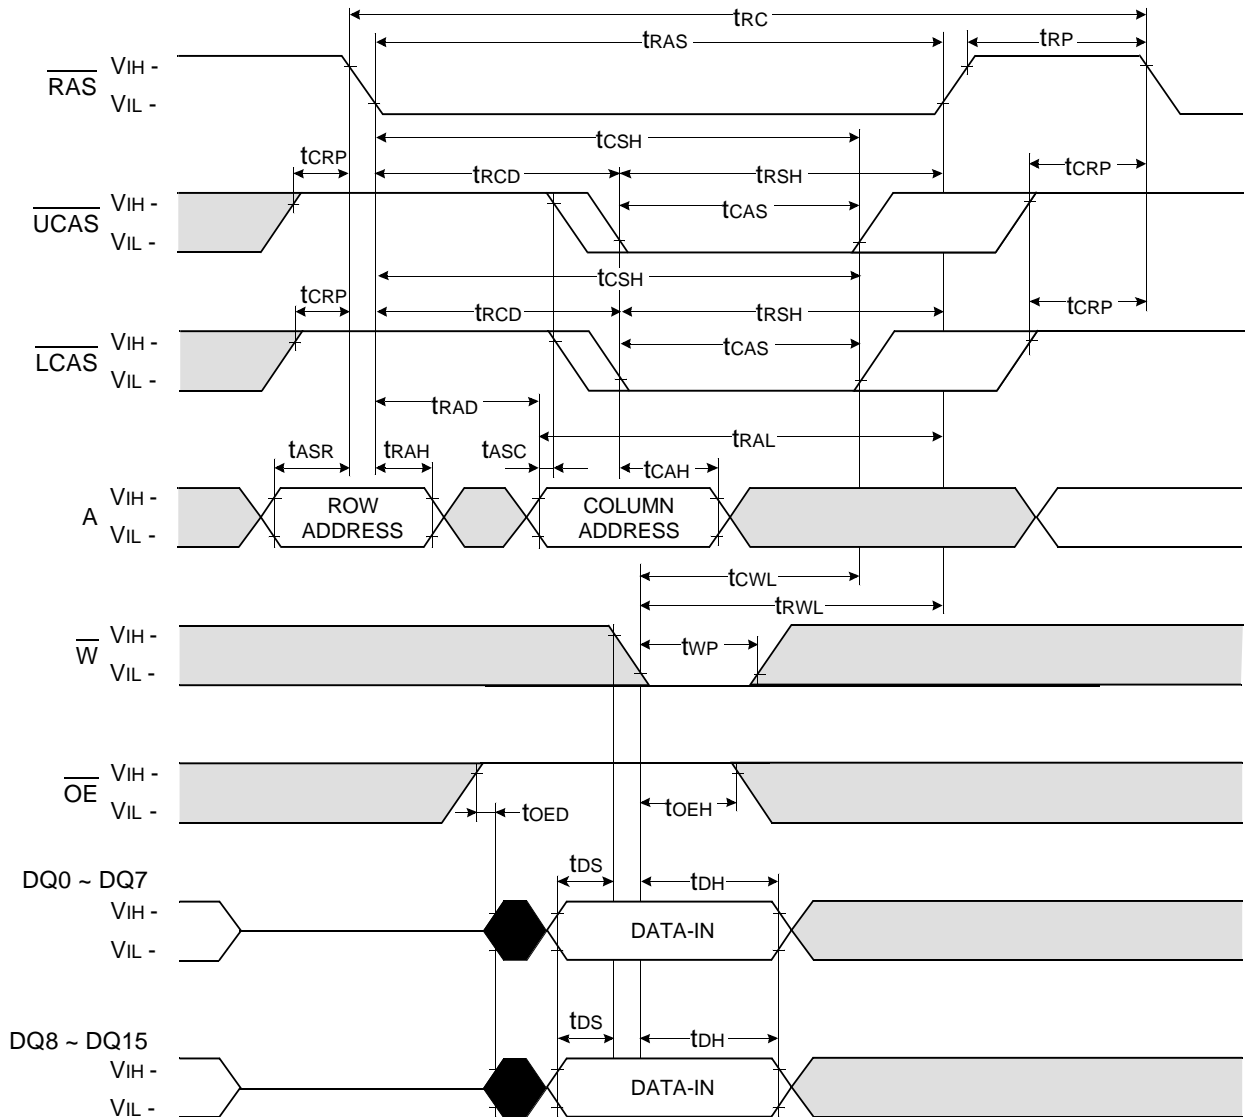 tRC
tRAS
tRP
RAS
VIH -
VIL -
tCSH
tCRP
tRCD
tRSH
tCRP
UCAS
VIH -
VIL -
tCAS
tCSH
tCRP
tRCD
tRSH
tCRP
LCAS
VIH -
VIL -
tCAS
tRAD
tRAL
tASR
tRAH
tASC
tCAH
A
VIH -
VIL -
ROW
ADDRESS
COLUMN
ADDRESS
tCWL
tRWL
W
VIH -
VIL -
tWP
OE
VIH -
VIL -
tOED
tOEH
DQ0 ~ DQ7
VIH -
VIL -
tDS
tDH
DATA-IN
DQ8 ~ DQ15
VIH -
VIL -
tDS
tDH
DATA-IN